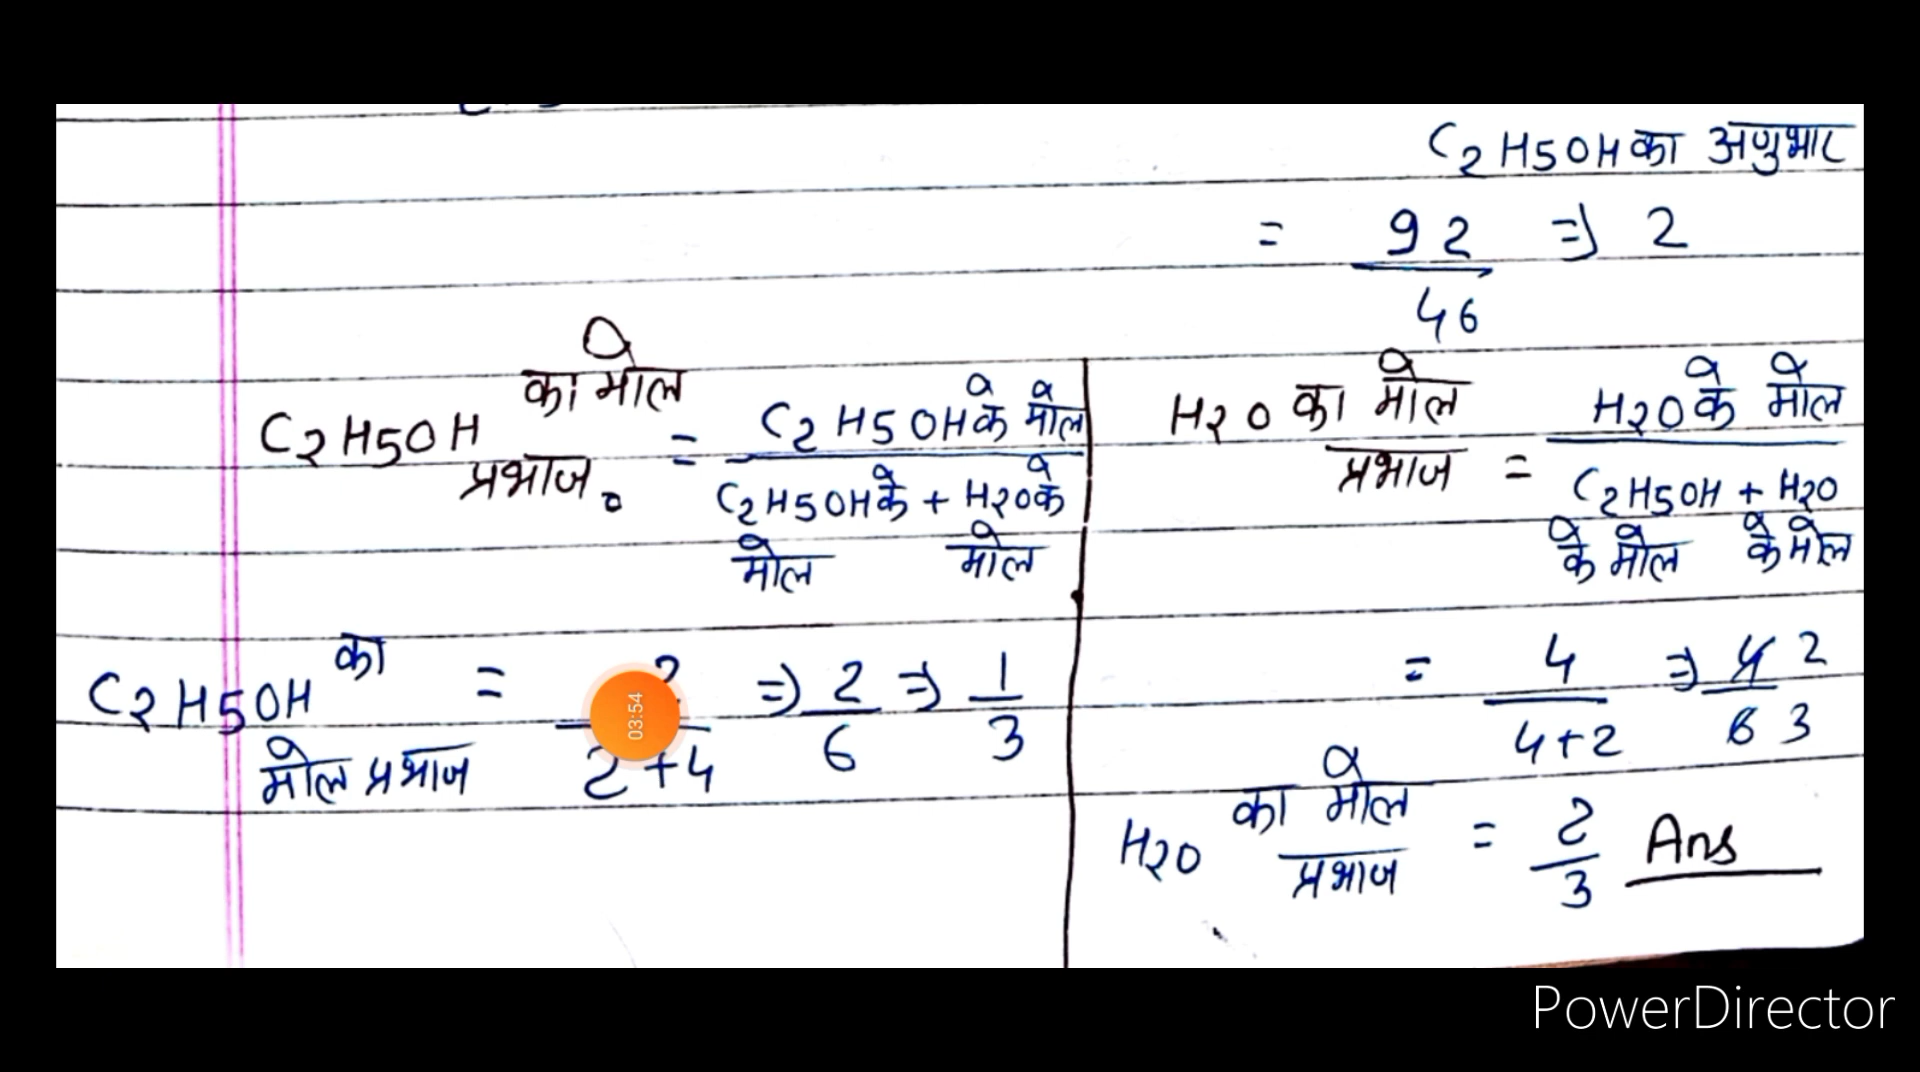 C2H5OH का अणुभार
= 92 => 2
46
C2H5OH का मोल प्रभाज. = C2H5OH के मोल
C2H5OH के + H2O के
मोल मोल
H2O का मोल प्रभाज = H2O के मोल
C2H5OH + H2O
के मोल के मोल
C2H5OH का मोल प्रभाज = 2 => 2 => 1
2+4 6 3
= 4 => 4 2
4+2 6 3
H2O का मोल प्रभाज = 2 Ans
3
03:54
PowerDirector